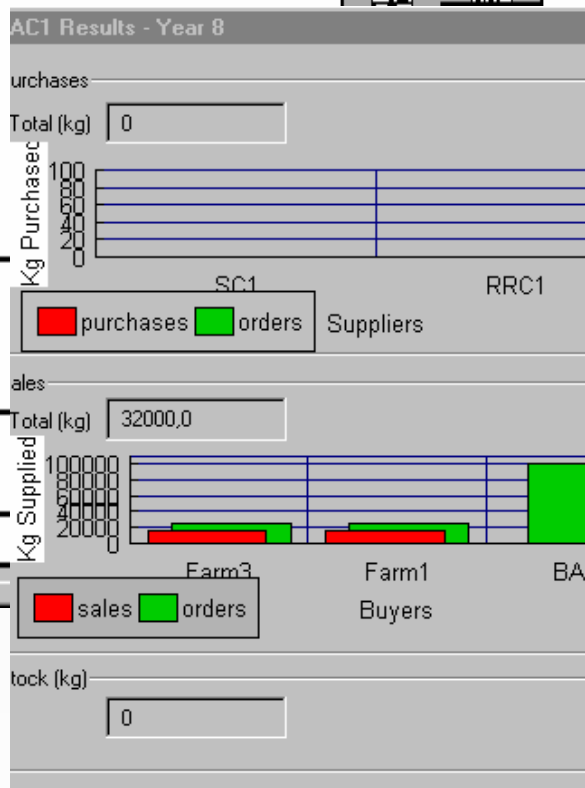 AC1 Results - Year 8
urchases
Total (kg) 0
Kg Purchased
100
80
60
40
20
0
SC1 RRC1
purchases orders Suppliers
ales
Total (kg) 32000,0
Kg Supplied
100000
80000
60000
40000
20000
0
Farm3 Farm1 BA
sales orders Buyers
tock (kg)
0